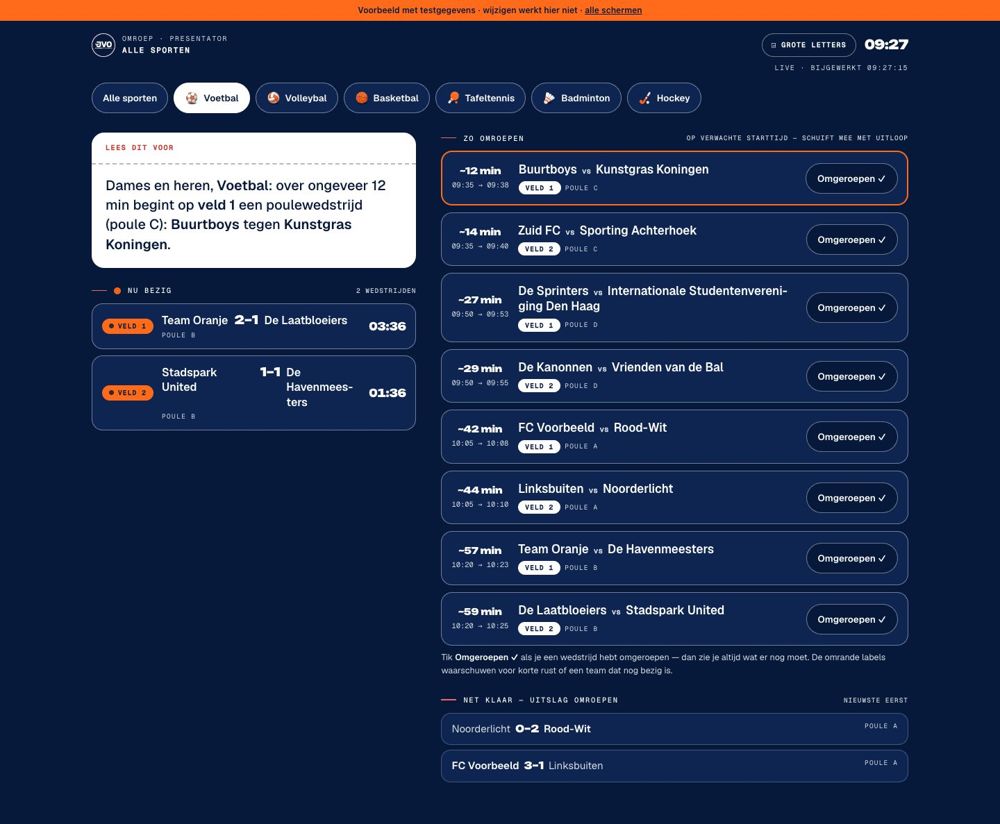 Voorbeeld met testgegevens · wijzigen werkt hier niet · alle schermen
JVO
OMROEP · PRESENTATOR
ALLE SPORTEN
GROTE LETTERS
09:27
LIVE · BIJGEWERKT 09:27:15
Alle sporten
Voetbal
Volleybal
Basketbal
Tafeltennis
Badminton
Hockey
LEES DIT VOOR
Dames en heren, Voetbal: over ongeveer 12
min begint op veld 1 een poulewedstrijd
(poule C): Buurtboys tegen Kunstgras
Koningen.
NU BEZIG
2 WEDSTRIJDEN
VELD 1
Team Oranje 2–1 De Laatbloeiers
POULE B
03:36
VELD 2
Stadspark
United
1–1
De
Havenmees-
ters
POULE B
01:36
ZO OMROEPEN
OP VERWACHTE STARTTIJD — SCHUIFT MEE MET UITLOOP
~12 min
09:35 → 09:38
Buurtboys vs Kunstgras Koningen
VELD 1 POULE C
Omgeroepen ✓
~14 min
09:35 → 09:40
Zuid FC vs Sporting Achterhoek
VELD 2 POULE C
Omgeroepen ✓
~27 min
09:50 → 09:53
De Sprinters vs Internationale Studentenvereni-
ging Den Haag
VELD 1 POULE D
Omgeroepen ✓
~29 min
09:50 → 09:55
De Kanonnen vs Vrienden van de Bal
VELD 2 POULE D
Omgeroepen ✓
~42 min
10:05 → 10:08
FC Voorbeeld vs Rood-Wit
VELD 1 POULE A
Omgeroepen ✓
~44 min
10:05 → 10:10
Linksbuiten vs Noorderlicht
VELD 2 POULE A
Omgeroepen ✓
~57 min
10:20 → 10:23
Team Oranje vs De Havenmeesters
VELD 1 POULE B
Omgeroepen ✓
~59 min
10:20 → 10:25
De Laatbloeiers vs Stadspark United
VELD 2 POULE B
Omgeroepen ✓
Tik Omgeroepen ✓ als je een wedstrijd hebt omgeroepen — dan zie je altijd wat er nog moet. De omrande labels
waarschuwen voor korte rust of een team dat nog bezig is.
NET KLAAR — UITSLAG OMROEPEN
NIEUWSTE EERST
Noorderlicht 0–2 Rood-Wit
POULE A
FC Voorbeeld 3–1 Linksbuiten
POULE A